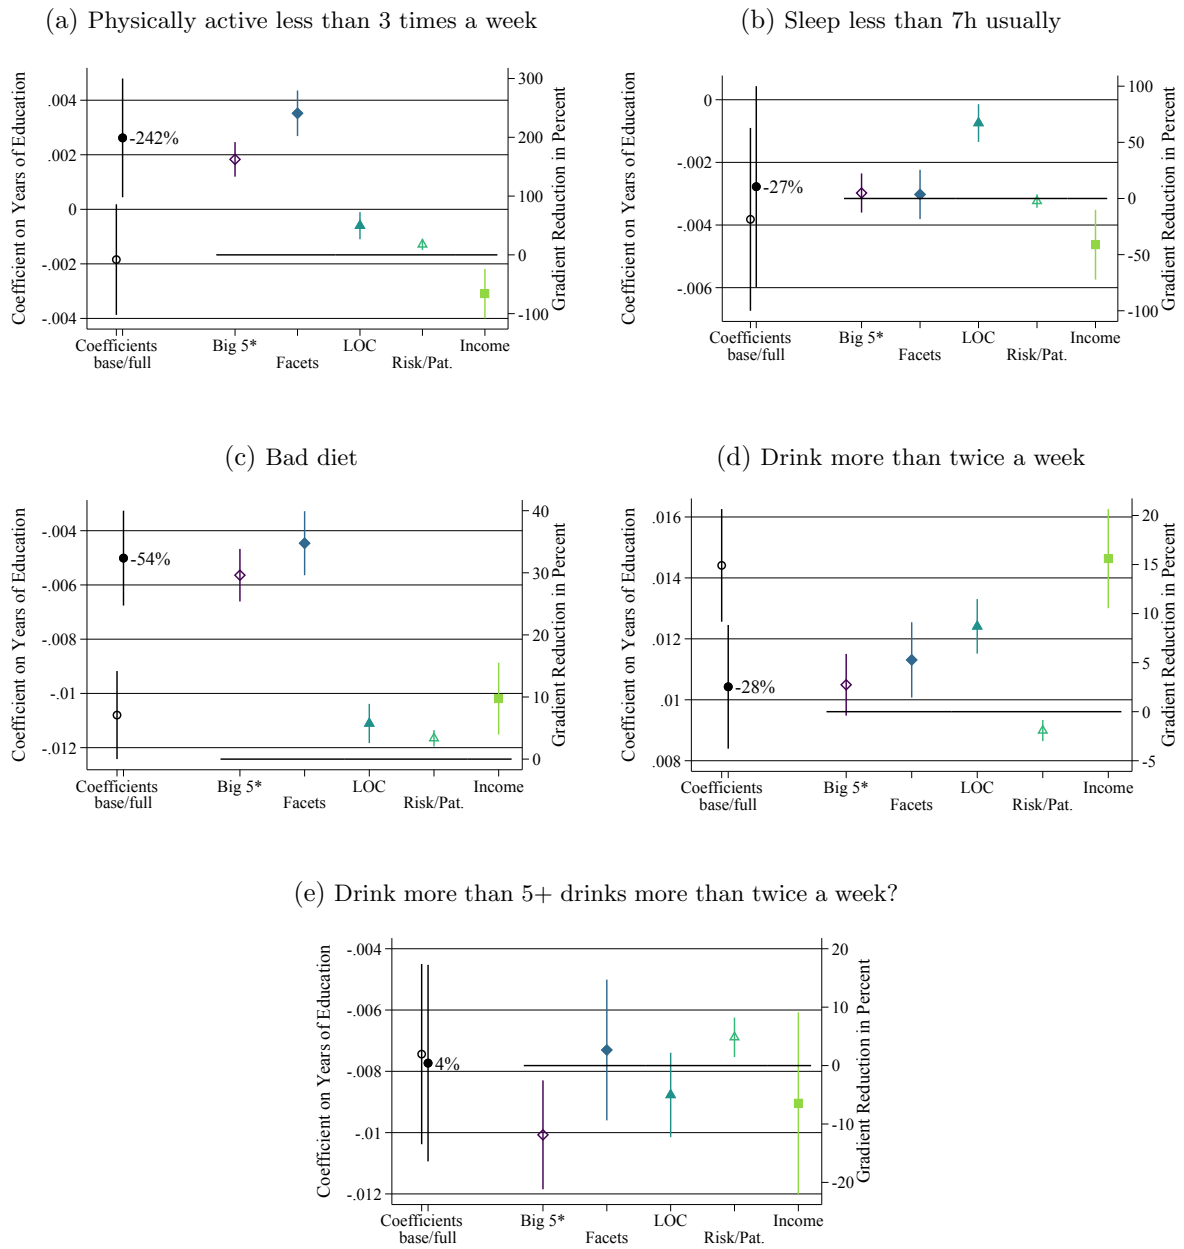 (a) Physically active less than 3 times a week
Coefficient on Years of Education
.004
.002
0
-.002
-.004
-242%
300
200
100
0
-100
Gradient Reduction in Percent
Coefficients
base/full
Big 5*
Facets
LOC
Risk/Pat.
Income
(b) Sleep less than 7h usually
Coefficient on Years of Education
0
-.002
-.004
-.006
-27%
100
50
0
-50
-100
Gradient Reduction in Percent
Coefficients
base/full
Big 5*
Facets
LOC
Risk/Pat.
Income
(c) Bad diet
Coefficient on Years of Education
-.004
-.006
-.008
-.01
-.012
-54%
40
30
20
10
0
Gradient Reduction in Percent
Coefficients
base/full
Big 5*
Facets
LOC
Risk/Pat.
Income
(d) Drink more than twice a week
Coefficient on Years of Education
.016
.014
.012
.01
.008
-28%
20
15
10
5
0
-5
Gradient Reduction in Percent
Coefficients
base/full
Big 5*
Facets
LOC
Risk/Pat.
Income
(e) Drink more than 5+ drinks more than twice a week?
Coefficient on Years of Education
-.004
-.006
-.008
-.01
-.012
4%
20
10
0
-10
-20
Gradient Reduction in Percent
Coefficients
base/full
Big 5*
Facets
LOC
Risk/Pat.
Income